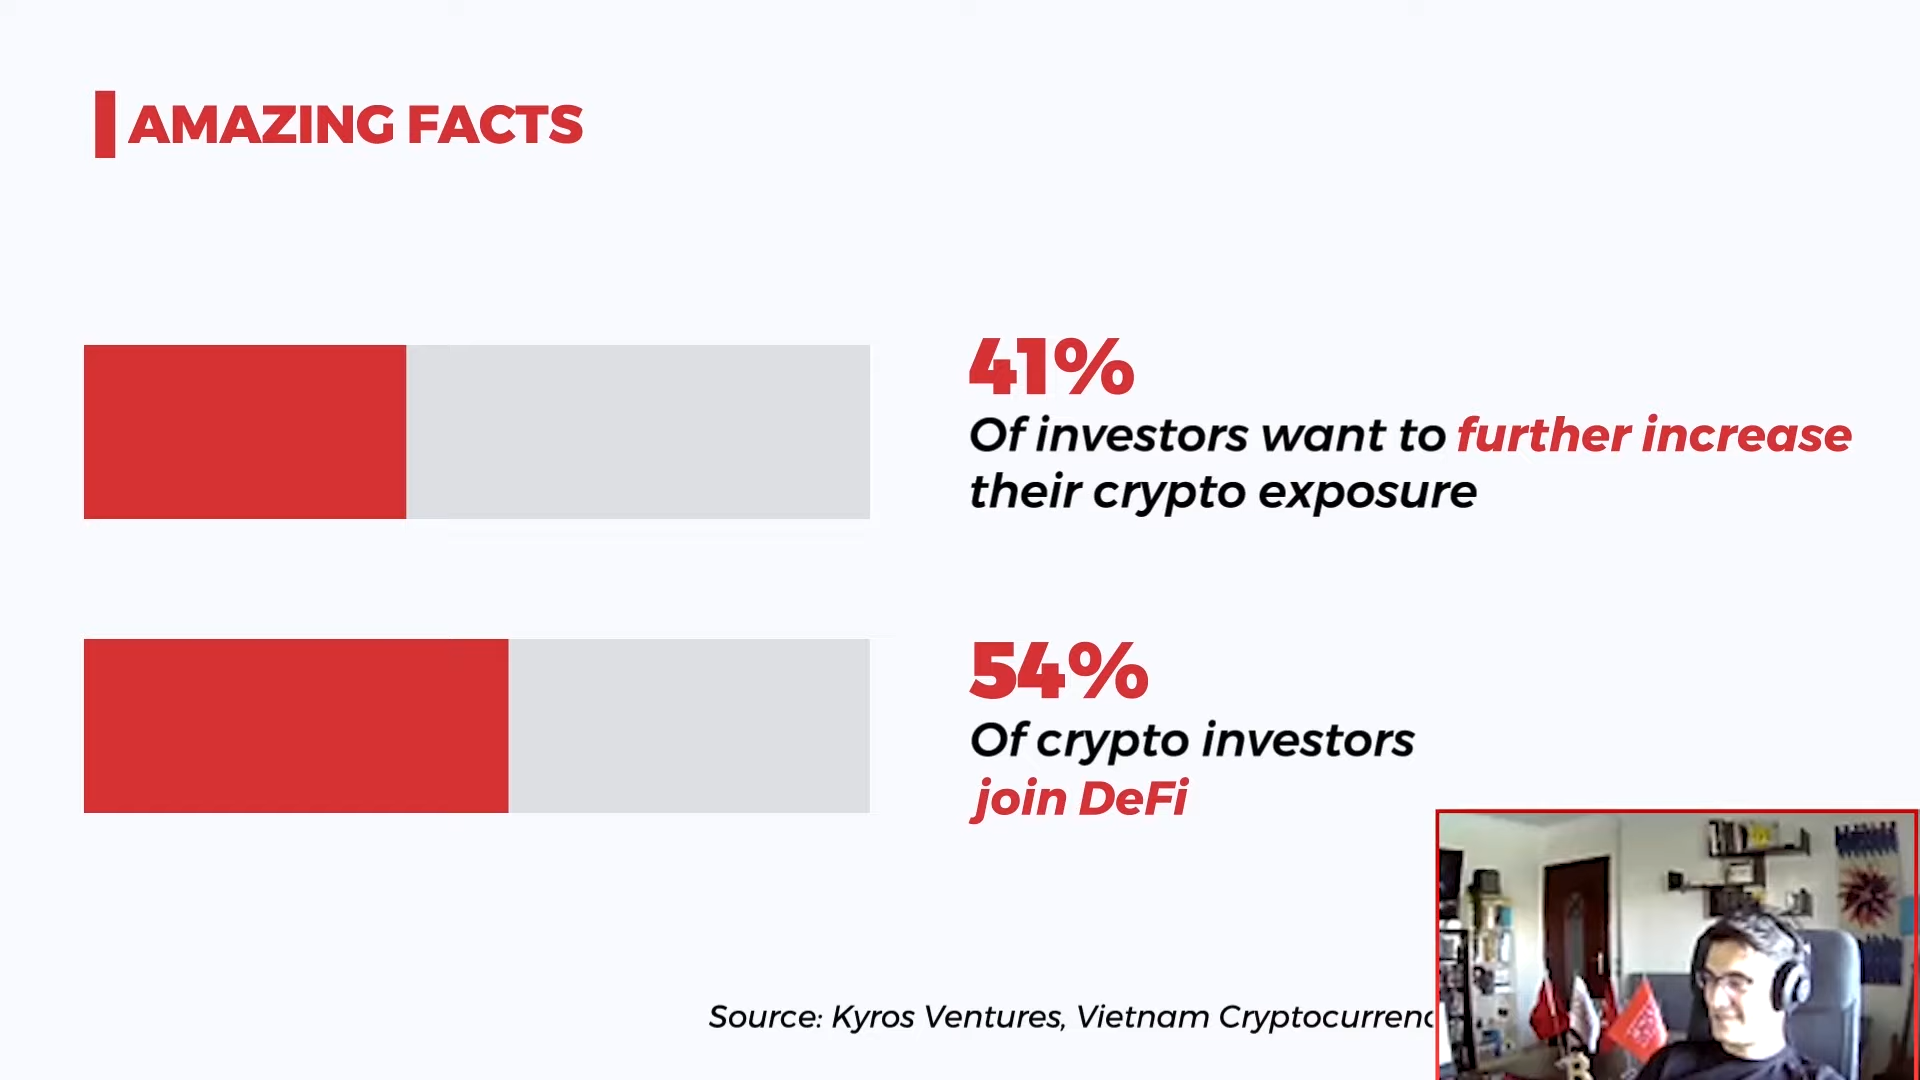 AMAZING FACTS
41%
Of investors want to further increase
their crypto exposure
54%
Of crypto investors
join DeFi
Source: Kyros Ventures, Vietnam